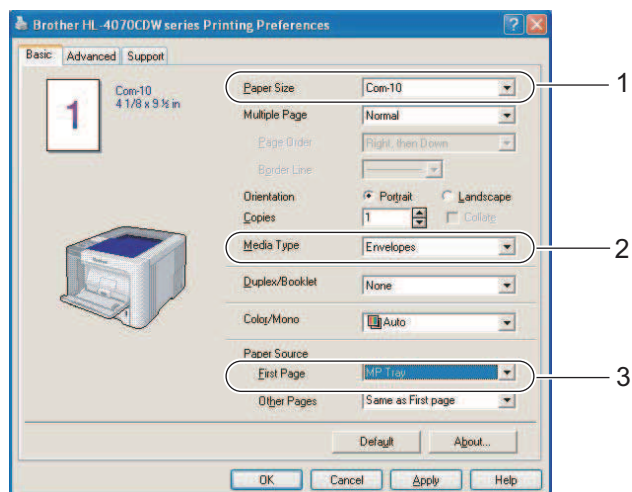 Brother HL-4070CDW series Printing Preferences
Basic Advanced Support
1
Com-10
4 1/8 x 9 ½ in
Paper Size Com-10 1
Multiple Page Normal
Page Order Right, then Down
Border Line
Orientation Portrait Landscape
Copies 1 Collate
Media Type Envelopes 2
Duplex/Booklet None
Color/Mono Auto
Paper Source
First Page MP Tray 3
Other Pages Same as First page
Default About...
OK Cancel Apply Help